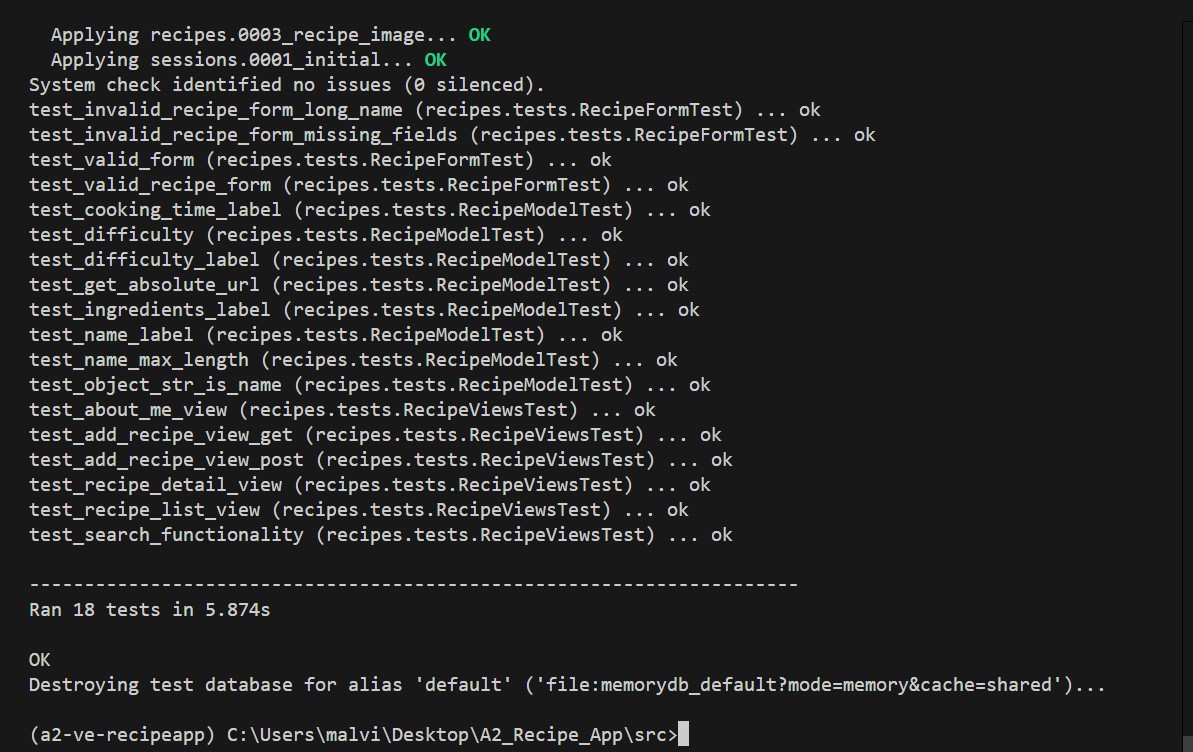 Applying recipes.0003_recipe_image... OK
Applying sessions.0001_initial... OK
System check identified no issues (0 silenced).
test_invalid_recipe_form_long_name (recipes.tests.RecipeFormTest) ... ok
test_invalid_recipe_form_missing_fields (recipes.tests.RecipeFormTest) ... ok
test_valid_form (recipes.tests.RecipeFormTest) ... ok
test_valid_recipe_form (recipes.tests.RecipeFormTest) ... ok
test_cooking_time_label (recipes.tests.RecipeModelTest) ... ok
test_difficulty (recipes.tests.RecipeModelTest) ... ok
test_difficulty_label (recipes.tests.RecipeModelTest) ... ok
test_get_absolute_url (recipes.tests.RecipeModelTest) ... ok
test_ingredients_label (recipes.tests.RecipeModelTest) ... ok
test_name_label (recipes.tests.RecipeModelTest) ... ok
test_name_max_length (recipes.tests.RecipeModelTest) ... ok
test_object_str_is_name (recipes.tests.RecipeModelTest) ... ok
test_about_me_view (recipes.tests.RecipeViewsTest) ... ok
test_add_recipe_view_get (recipes.tests.RecipeViewsTest) ... ok
test_add_recipe_view_post (recipes.tests.RecipeViewsTest) ... ok
test_recipe_detail_view (recipes.tests.RecipeViewsTest) ... ok
test_recipe_list_view (recipes.tests.RecipeViewsTest) ... ok
test_search_functionality (recipes.tests.RecipeViewsTest) ... ok
----------------------------------------------------------------------
Ran 18 tests in 5.874s
OK
Destroying test database for alias 'default' ('file:memorydb_default?mode=memory&cache=shared')...
(a2-ve-recipeapp) C:\Users\malvi\Desktop\A2_Recipe_App\src>